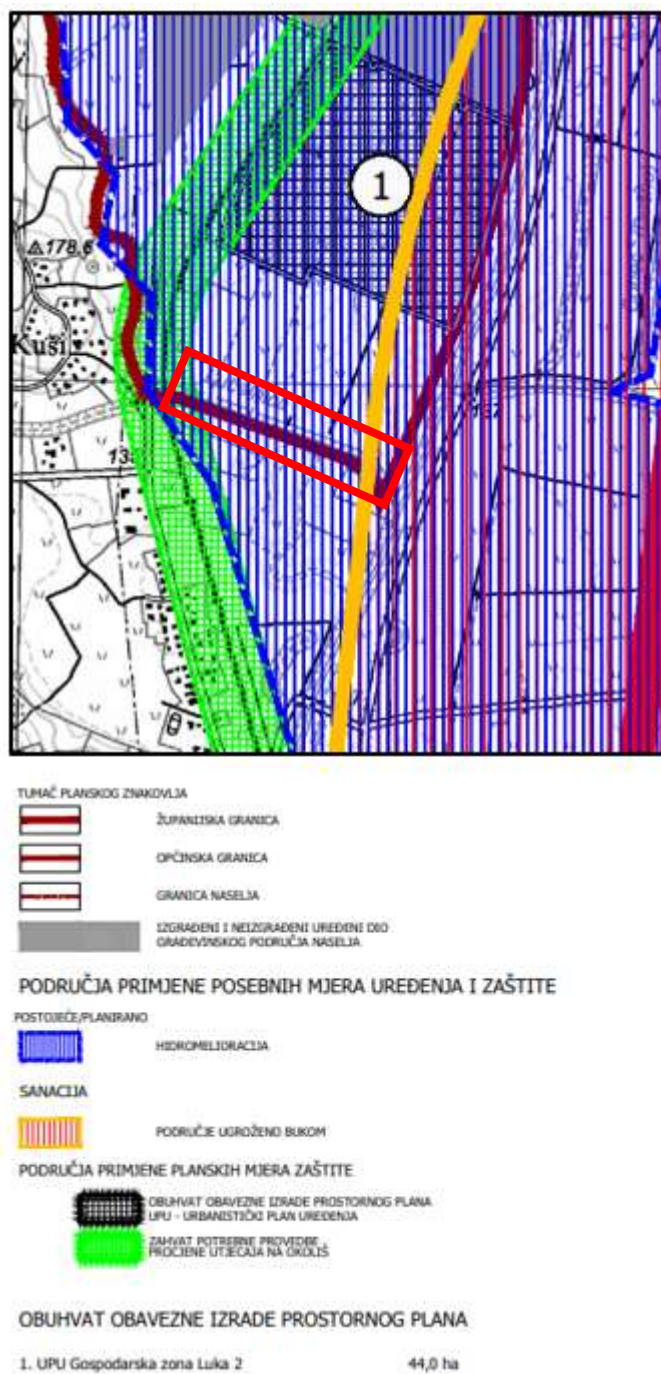 1
178,6
Kuši
TUMAČ PLANSKOG ZNAKOVLJA
ŽUPANIJSKA GRANICA
OPĆINSKA GRANICA
GRANICA NASELJA
IZGRAĐENI I NEIZGRAĐENI UREĐENI DIO
GRAĐEVINSKOG PODRUČJA NASELJA
PODRUČJA PRIMJENE POSEBNIH MJERA UREĐENJA I ZAŠTITE
POSTOJEĆE/PLANIRANO
HIDROMELIORACIJA
SANACIJA
PODRUČJE UGROŽENO BUKOM
PODRUČJA PRIMJENE PLANSKIH MJERA ZAŠTITE
OBUHVAT OBAVEZNE IZRADE PROSTORNOG PLANA
UPU - URBANISTIČKI PLAN UREĐENJA
ZAHVAT POTREBNE PROVEDBE
PROCJENE UTJECAJA NA OKOLIŠ
OBUHVAT OBAVEZNE IZRADE PROSTORNOG PLANA
1. UPU Gospodarska zona Luka 2 44,0 ha